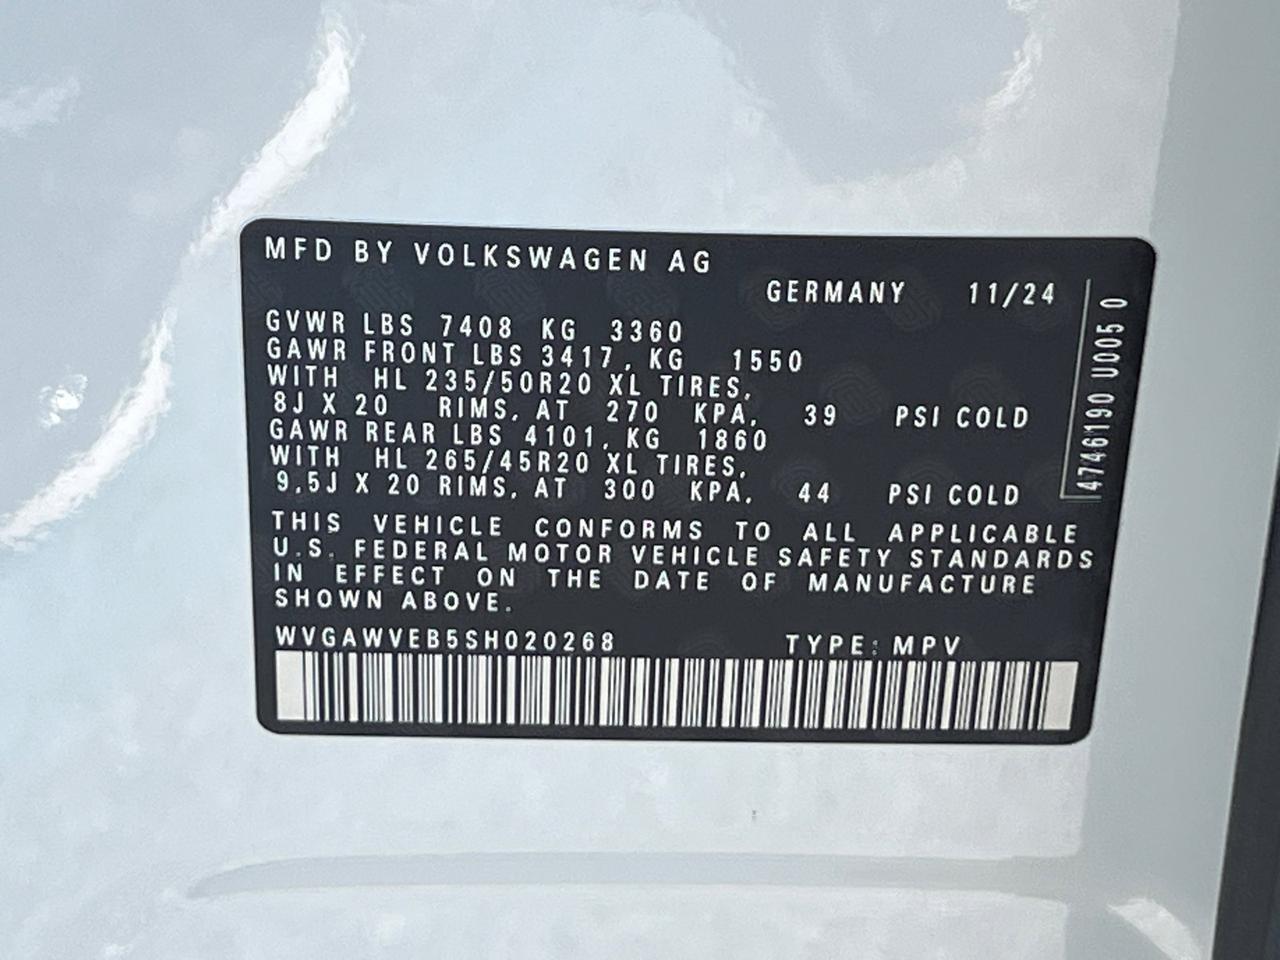 MFD BY VOLKSWAGEN AG
GERMANY 11/24
GVWR LBS 7408 KG 3360
GAWR FRONT LBS 3417, KG 1550
WITH HL 235/50R20 XL TIRES,
8J X 20 RIMS, AT 270 KPA, 39 PSI COLD
GAWR REAR LBS 4101, KG 1860
WITH HL 265/45R20 XL TIRES,
9,5J X 20 RIMS, AT 300 KPA, 44 PSI COLD
THIS VEHICLE CONFORMS TO ALL APPLICABLE
U.S. FEDERAL MOTOR VEHICLE SAFETY STANDARDS
IN EFFECT ON THE DATE OF MANUFACTURE
SHOWN ABOVE.
WVGAWVEB5SH020268 TYPE: MPV
4746190 U005 0